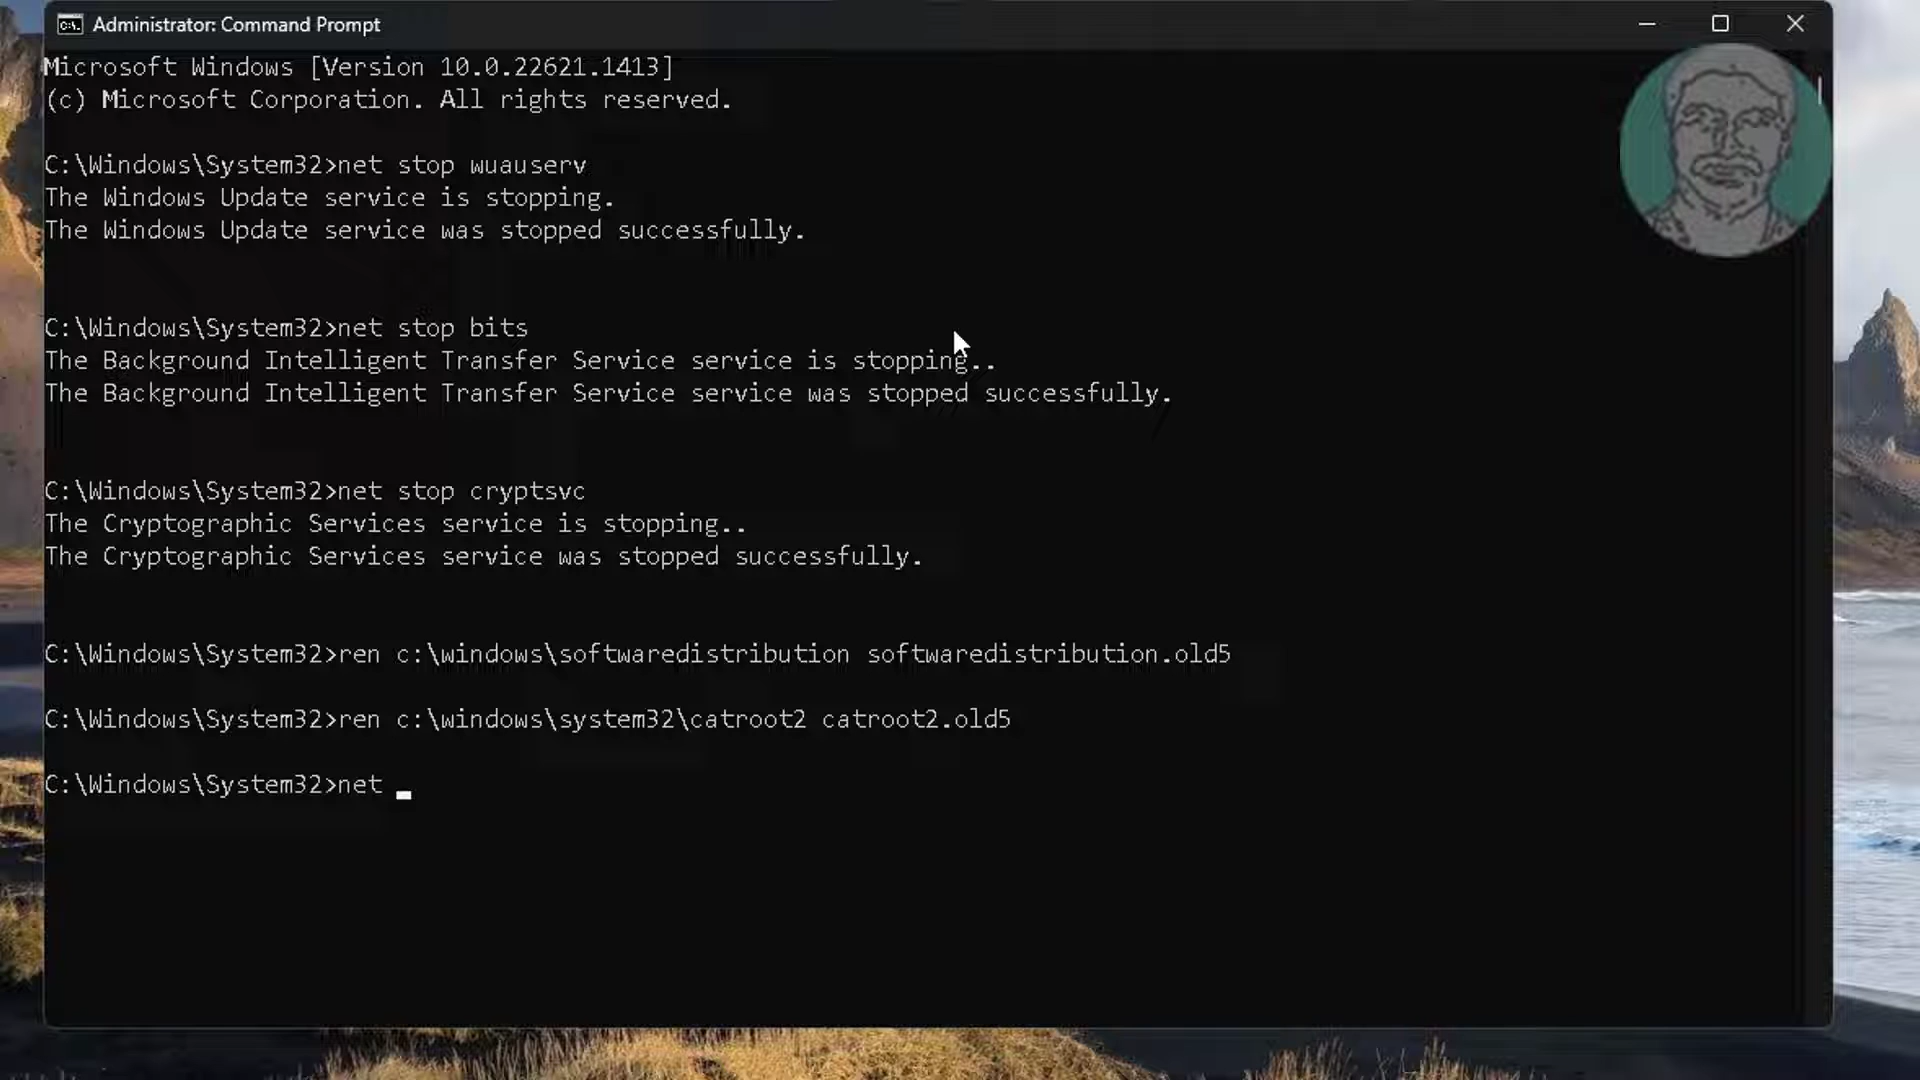 Administrator: Command Prompt
Microsoft Windows [Version 10.0.22621.1413]
(c) Microsoft Corporation. All rights reserved.
C:\Windows\System32>net stop wuauserv
The Windows Update service is stopping.
The Windows Update service was stopped successfully.
C:\Windows\System32>net stop bits
The Background Intelligent Transfer Service service is stopping..
The Background Intelligent Transfer Service service was stopped successfully.
C:\Windows\System32>net stop cryptsvc
The Cryptographic Services service is stopping..
The Cryptographic Services service was stopped successfully.
C:\Windows\System32>ren c:\windows\softwaredistribution softwaredistribution.old5
C:\Windows\System32>ren c:\windows\system32\catroot2 catroot2.old5
C:\Windows\System32>net